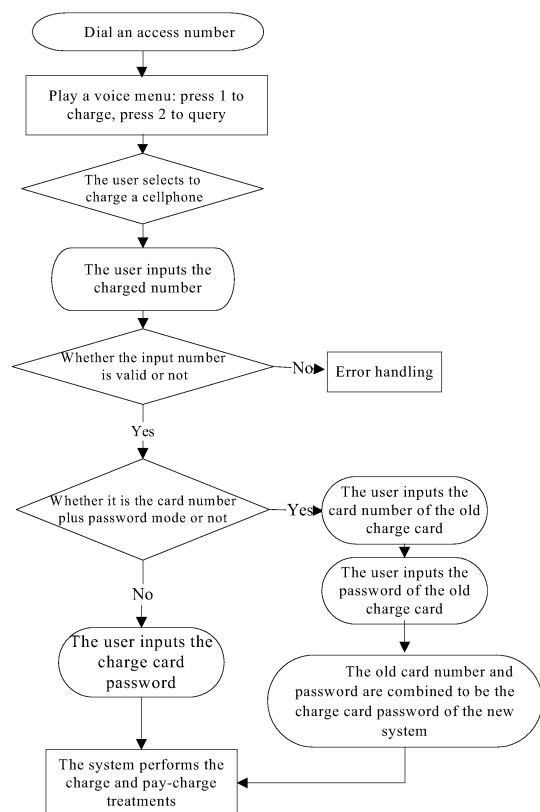 Dial an access number
Play a voice menu: press 1 to
charge, press 2 to query
The user selects to
charge a cellphone
The user inputs the
charged number
Whether the input number
is valid or not
No
Error handling
Yes
Whether it is the card number
plus password mode or not
Yes
The user inputs the
card number of the old
charge card
The user inputs the
password of the old
charge card
No
The user inputs the
charge card
password
The old card number and
password are combined to be the
charge card password of the new
system
The system performs the
charge and pay-charge
treatments